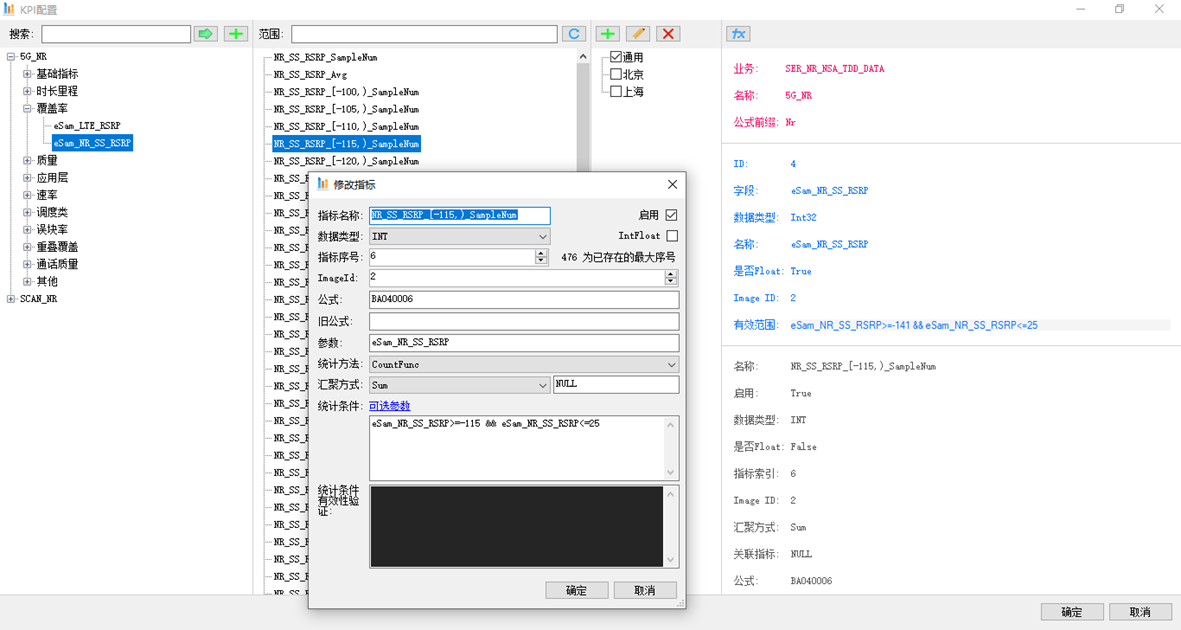 KPI配置
搜索:
范围:
5G_NR
基础指标
时长里程
覆盖率
eSam_LTE_RSRP
eSam_NR_SS_RSRP
质量
应用层
速率
调度类
误块率
重叠覆盖
通话质量
其他
SCAN_NR
NR_SS_RSRP_SampleNum
NR_SS_RSRP_Avg
NR_SS_RSRP_[-100,)_SampleNum
NR_SS_RSRP_[-105,)_SampleNum
NR_SS_RSRP_[-110,)_SampleNum
NR_SS_RSRP_[-115,)_SampleNum
NR_SS_RSRP_[-120,)_SampleNum
通用
北京
上海
修改指标
指标名称: NR_SS_RSRP_[-115,)_SampleNum 启用
数据类型: INT IntFloat
指标序号: 6 476 为已存在的最大序号
ImageId: 2
公式: BA040006
旧公式:
参数: eSam_NR_SS_RSRP
统计方法: CountFunc
汇聚方式: Sum NULL
统计条件: 可选参数
eSam_NR_SS_RSRP>=-115 && eSam_NR_SS_RSRP<=25
统计条件
有效性验
证:
确定 取消
fx
业务: SER_NR_NSA_TDD_DATA
名称: 5G_NR
公式前缀: Nr
ID: 4
字段: eSam_NR_SS_RSRP
数据类型: Int32
名称: eSam_NR_SS_RSRP
是否Float: True
Image ID: 2
有效范围: eSam_NR_SS_RSRP>=-141 && eSam_NR_SS_RSRP<=25
名称: NR_SS_RSRP_[-115,)_SampleNum
启用: True
数据类型: INT
是否Float: False
指标索引: 6
Image ID: 2
汇聚方式: Sum
关联指标: NULL
公式: BA040006
确定 取消